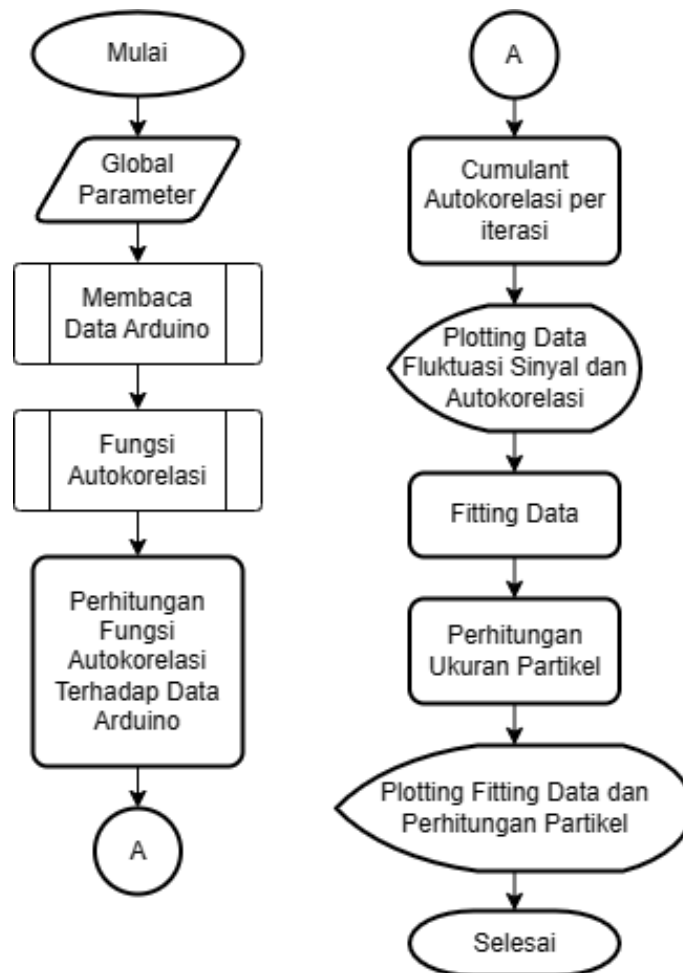 Mulai
Global
Parameter
Membaca
Data Arduino
Fungsi
Autokorelasi
Perhitungan
Fungsi
Autokorelasi
Terhadap Data
Arduino
A
A
Cumulant
Autokorelasi per
iterasi
Plotting Data
Fluktuasi Sinyal dan
Autokorelasi
Fitting Data
Perhitungan
Ukuran Partikel
Plotting Fitting Data dan
Perhitungan Partikel
Selesai